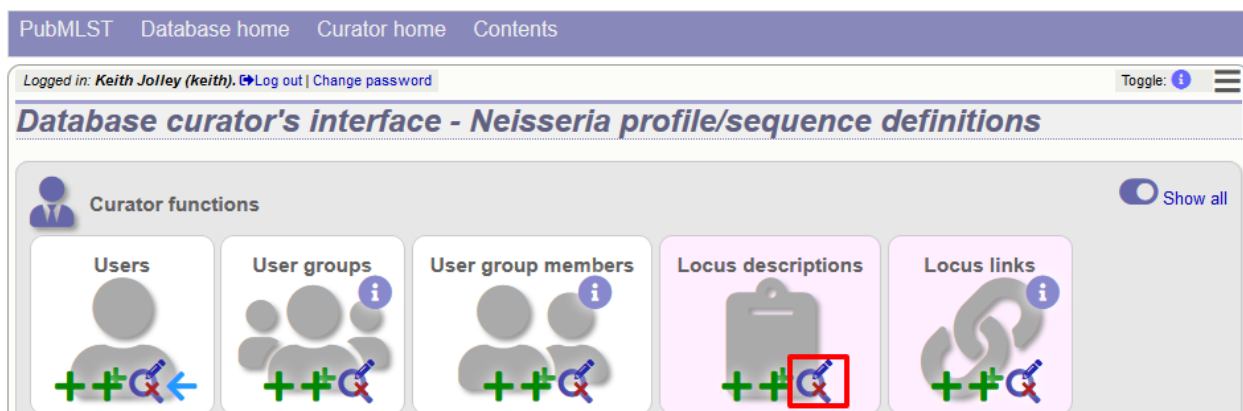 PubMLST Database home Curator home Contents
Logged in: Keith Jolley (keith). Log out | Change password Toggle: i
Database curator's interface - Neisseria profile/sequence definitions
Curator functions Show all
Users User groups User group members Locus descriptions Locus links
i i i